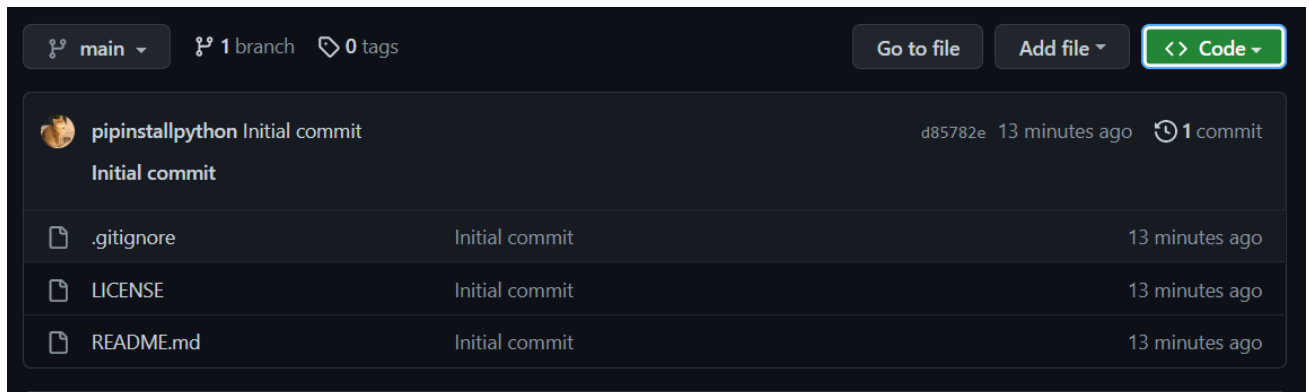 main 1 branch 0 tags Go to file Add file <> Code
pipinstallpython Initial commit d85782e 13 minutes ago 1 commit
Initial commit
.gitignore Initial commit 13 minutes ago
LICENSE Initial commit 13 minutes ago
README.md Initial commit 13 minutes ago